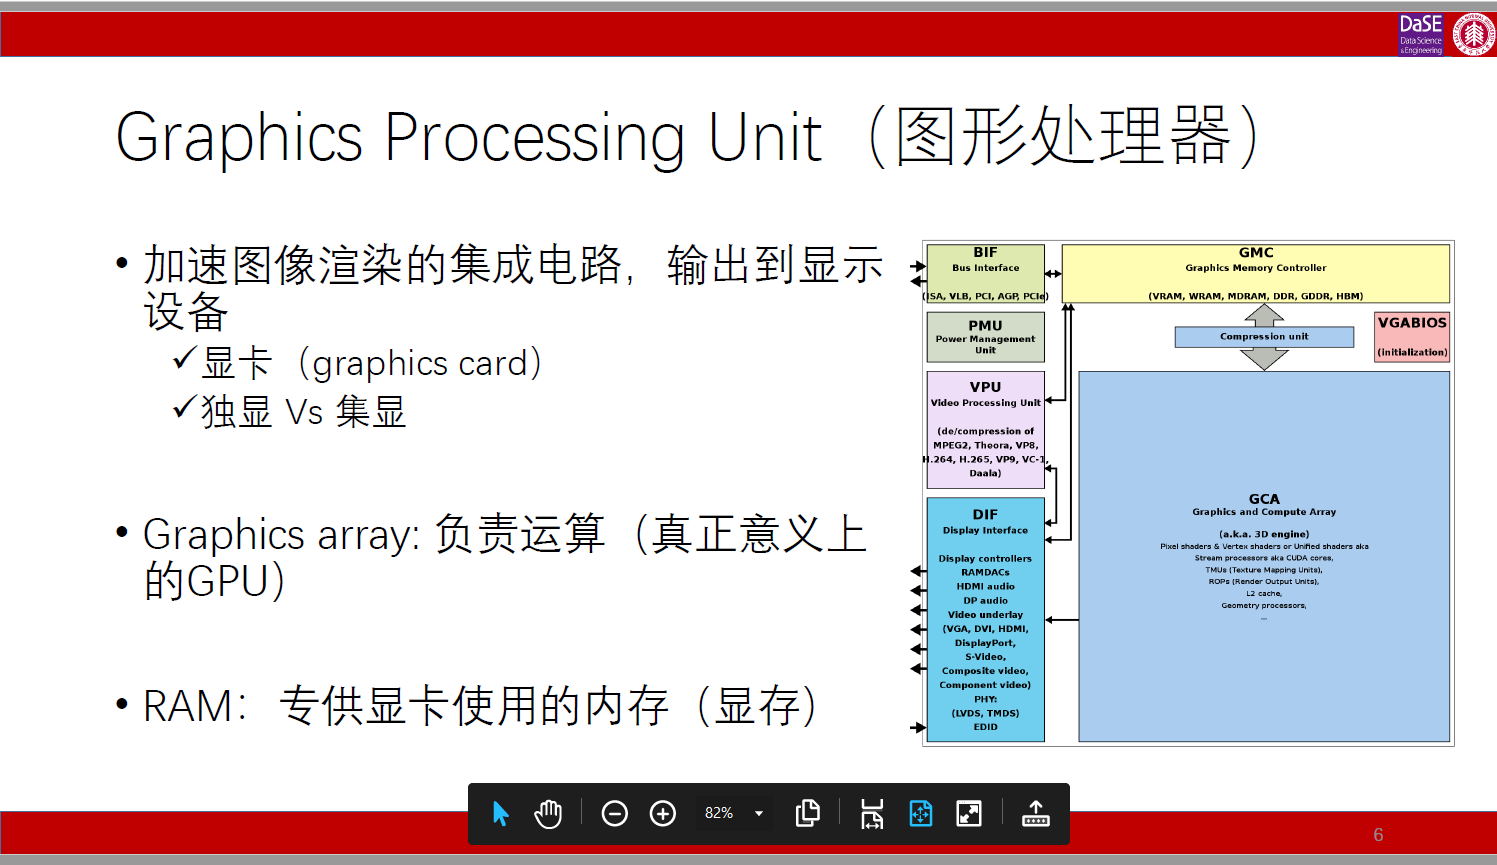 DaSE
Data Science
& Engineering
Graphics Processing Unit（图形处理器）
• 加速图像渲染的集成电路，输出到显示
设备
✓显卡（graphics card）
✓独显 Vs 集显
• Graphics array: 负责运算（真正意义上
的GPU）
• RAM： 专供显卡使用的内存（显存）
BIF
Bus Interface
(ISA, VLB, PCI, AGP, PCIe)
GMC
Graphics Memory Controller
(VRAM, WRAM, MDRAM, DDR, GDDR, HBM)
PMU
Power Management
Unit
Compression unit
VGABIOS
(initialization)
VPU
Video Processing Unit
(de/compression of
MPEG2, Theora, VP8,
H.264, H.265, VP9, VC-1,
Daala)
DIF
Display Interface
Display controllers
RAMDACs
HDMI audio
DP audio
Video underlay
(VGA, DVI, HDMI,
DisplayPort,
S-Video,
Composite video,
Component video)
PHY:
(LVDS, TMDS)
EDID
GCA
Graphics and Compute Array
(a.k.a. 3D engine)
Pixel shaders & Vertex shaders or Unified shaders aka
Stream processors aka CUDA cores,
TMUs (Texture Mapping Units),
ROPs (Render Output Units),
L2 cache,
Geometry processors,
...
82%
6